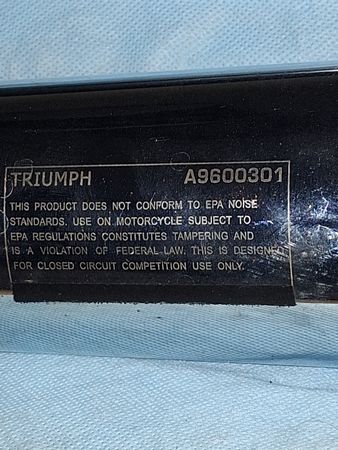 TRIUMPH A9600301
THIS PRODUCT DOES NOT CONFORM TO EPA NOISE
STANDARDS. USE ON MOTORCYCLE SUBJECT TO
EPA REGULATIONS CONSTITUTES TAMPERING AND
IS A VIOLATION OF FEDERAL LAW. THIS IS DESIGNED
FOR CLOSED CIRCUIT COMPETITION USE ONLY.